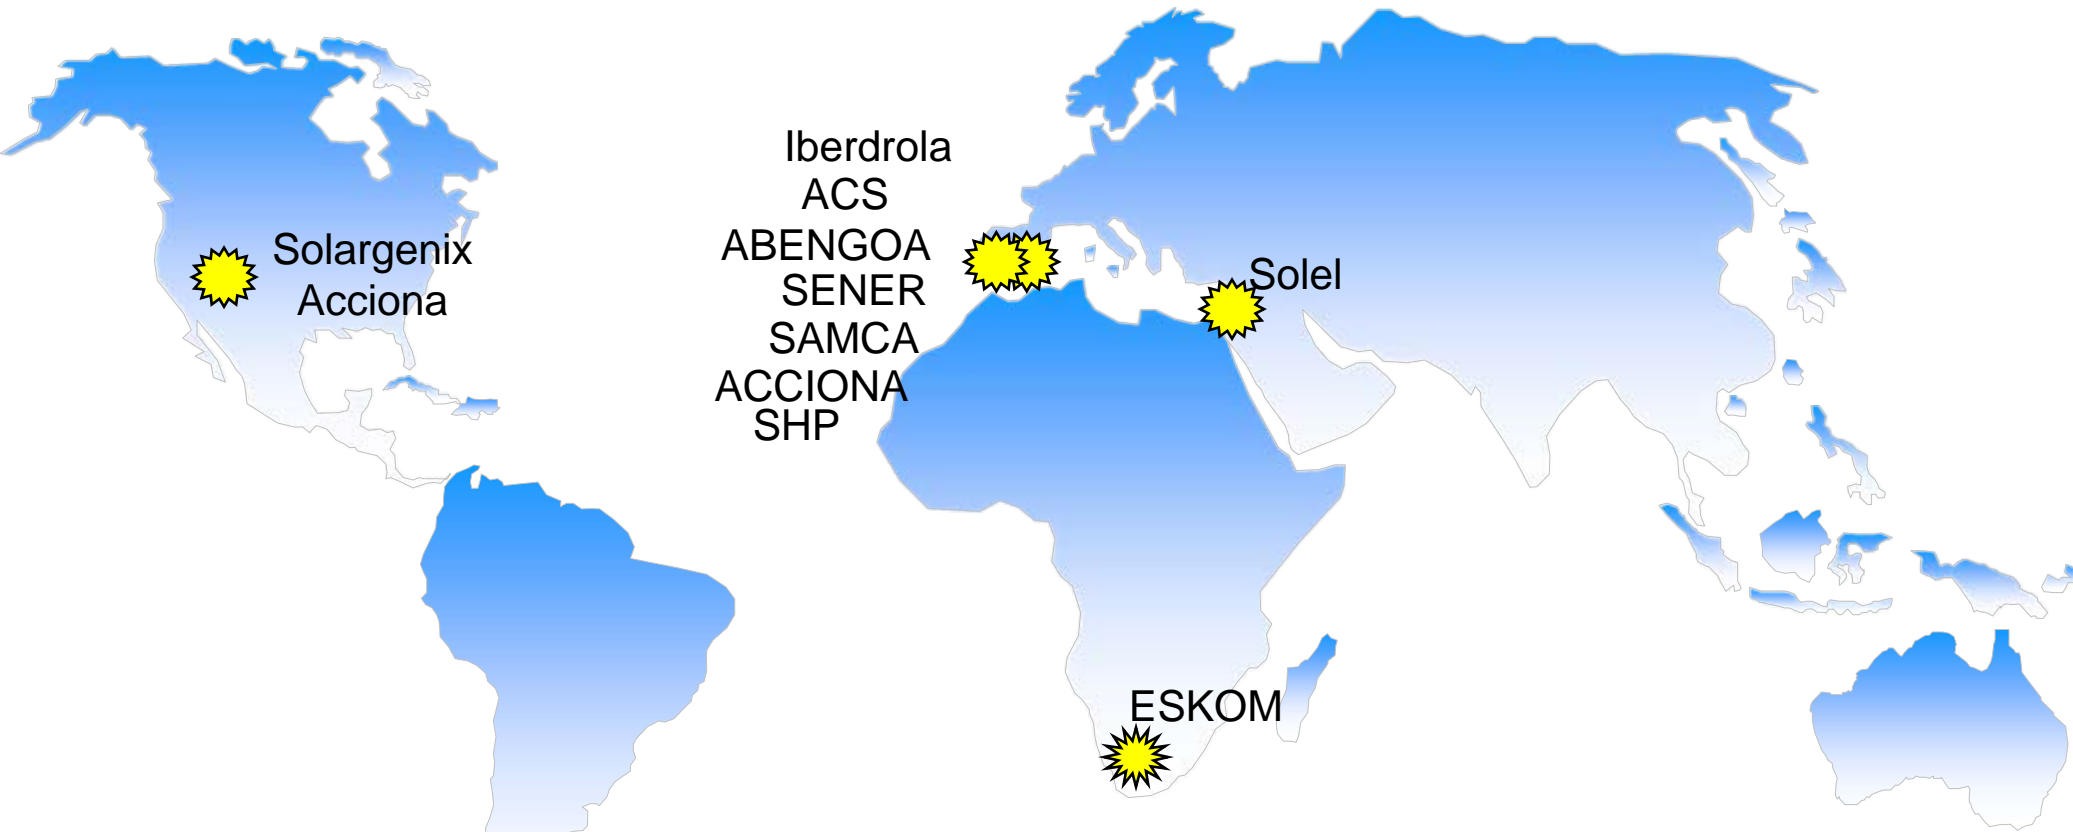 Iberdrola
ACS
ABENGOA
SENER
SAMCA
ACCIONA
SHP
Solargenix
Acciona
Solel
ESKOM